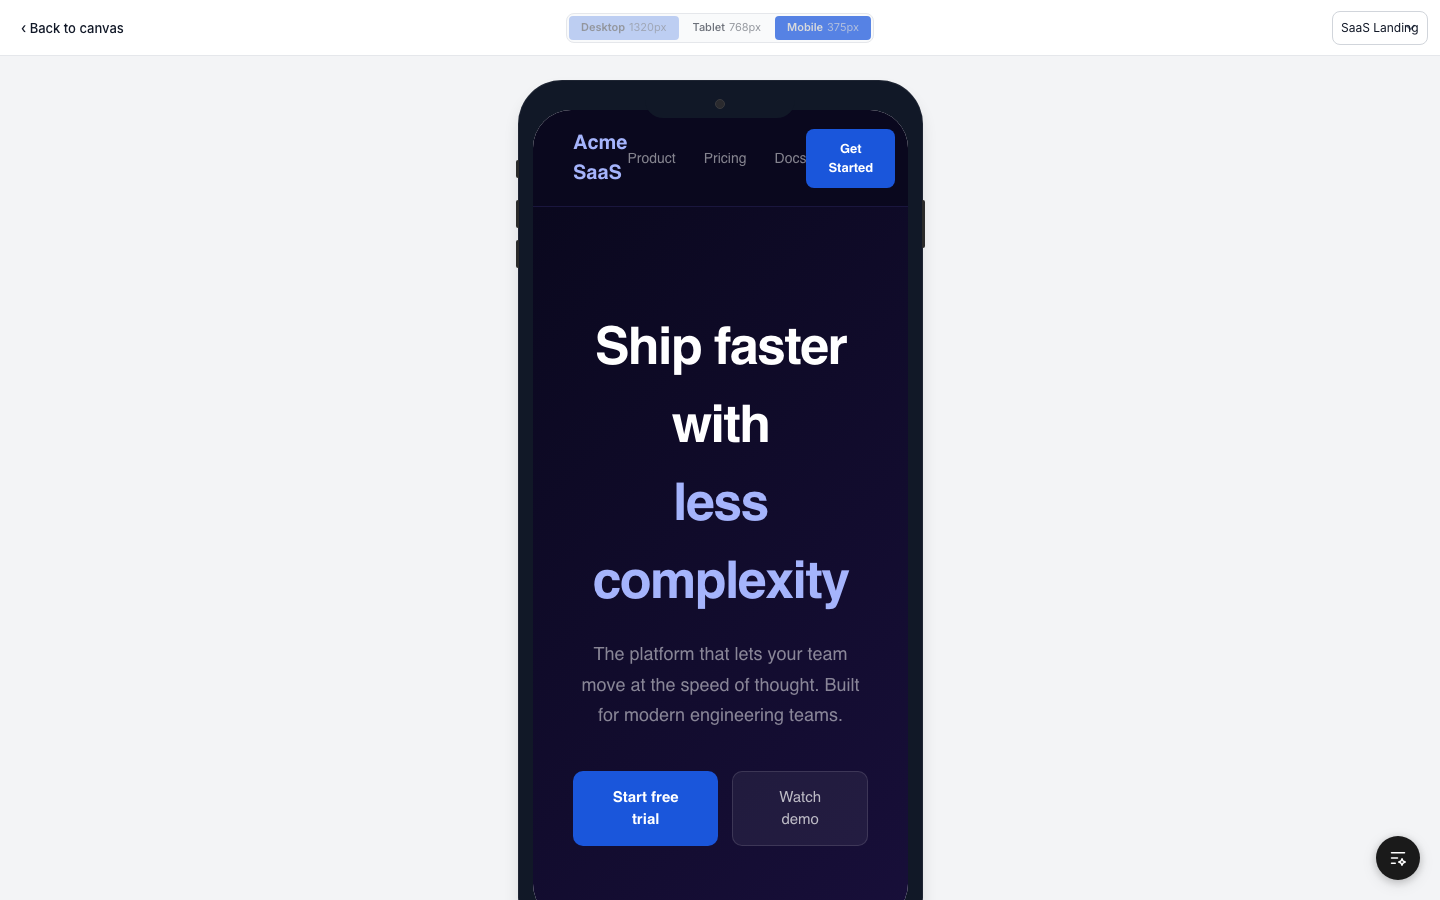 ‹ Back to canvas
Desktop 1320px
Tablet 768px
Mobile 375px
SaaS Landing
Acme
SaaS
Product
Pricing
Docs
Get
Started
Ship faster
with
less
complexity
The platform that lets your team
move at the speed of thought. Built
for modern engineering teams.
Start free
trial
Watch
demo